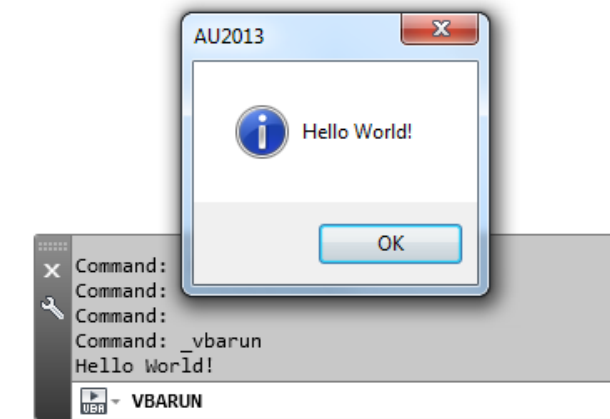 AU2013
Hello World!
OK
Command:
Command:
Command:
Command: _vbarun
Hello World!
VBA VBARUN